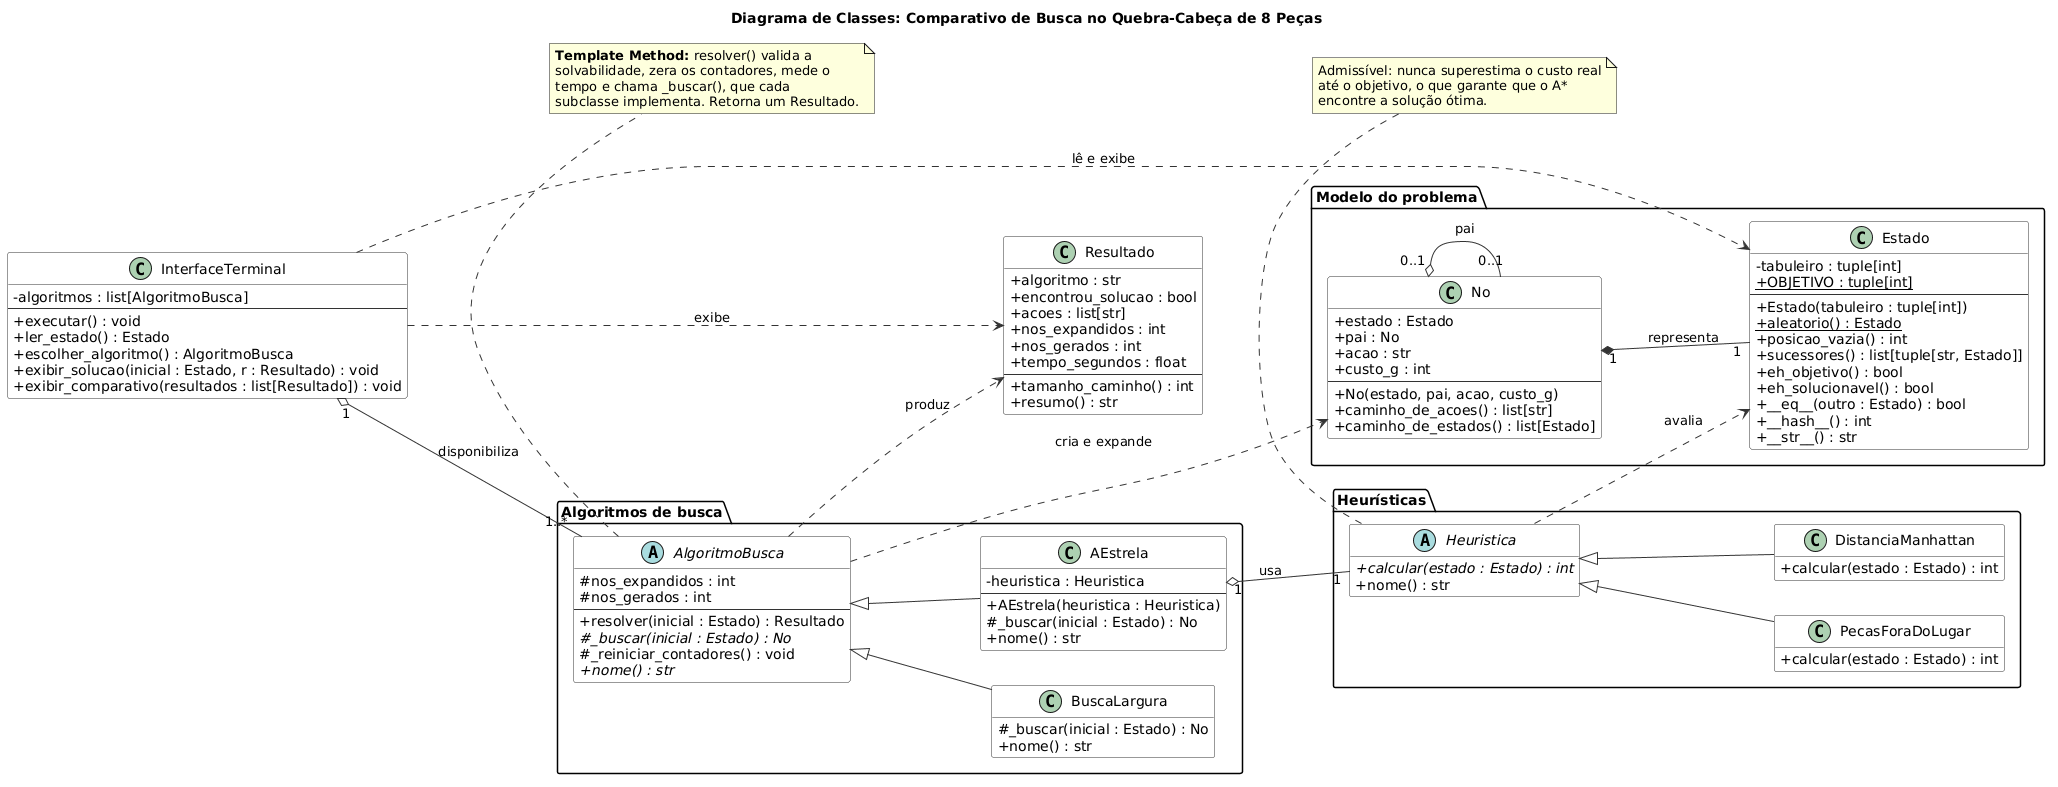 Diagrama de Classes: Comparativo de Busca no Quebra-Cabeça de 8 Peças
Template Method: resolver() valida a
solvabilidade, zera os contadores, mede o
tempo e chama _buscar(), que cada
subclasse implementa. Retorna um Resultado.
Admissível: nunca superestima o custo real
até o objetivo, o que garante que o A*
encontre a solução ótima.
lê e exibe
InterfaceTerminal
-algoritmos : list[AlgoritmoBusca]
+executar() : void
+ler_estado() : Estado
+escolher_algoritmo() : AlgoritmoBusca
+exibir_solucao(inicial : Estado, r : Resultado) : void
+exibir_comparativo(resultados : list[Resultado]) : void
1
disponibiliza
1..*
exibe
Resultado
+algoritmo : str
+encontrou_solucao : bool
+acoes : list[str]
+nos_expandidos : int
+nos_gerados : int
+tempo_segundos : float
+tamanho_caminho() : int
+resumo() : str
produz
cria e expande
Modelo do problema
pai
0..1
0..1
No
+estado : Estado
+pai : No
+acao : str
+custo_g : int
+No(estado, pai, acao, custo_g)
+caminho_de_acoes() : list[str]
+caminho_de_estados() : list[Estado]
1
representa
1
Estado
-tabuleiro : tuple[int]
+OBJETIVO : tuple[int]
+Estado(tabuleiro : tuple[int])
+aleatorio() : Estado
+posicao_vazia() : int
+sucessores() : list[tuple[str, Estado]]
+eh_objetivo() : bool
+eh_solucionavel() : bool
+__eq__(outro : Estado) : bool
+__hash__() : int
+__str__() : str
avalia
Algoritmos de busca
A AlgoritmoBusca
#nos_expandidos : int
#nos_gerados : int
+resolver(inicial : Estado) : Resultado
#_buscar(inicial : Estado) : No
#_reiniciar_contadores() : void
+nome() : str
C AEstrela
-heuristica : Heuristica
+AEstrela(heuristica : Heuristica)
#_buscar(inicial : Estado) : No
+nome() : str
C BuscaLargura
#_buscar(inicial : Estado) : No
+nome() : str
1
usa
1
Heurísticas
A Heuristica
+calcular(estado : Estado) : int
+nome() : str
C DistanciaManhattan
+calcular(estado : Estado) : int
C PecasForaDoLugar
+calcular(estado : Estado) : int